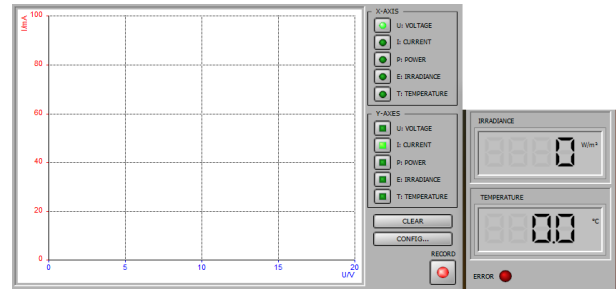 I/mA
100
80
60
40
20
0
0 5 10 15 20
U/V
X-AXIS
U: VOLTAGE
I: CURRENT
P: POWER
E: IRRADIANCE
T: TEMPERATURE
Y-AXES
U: VOLTAGE
I: CURRENT
P: POWER
E: IRRADIANCE
T: TEMPERATURE
CLEAR
CONFIG...
RECORD
IRRADIANCE
0 W/m²
TEMPERATURE
0.0 °C
ERROR